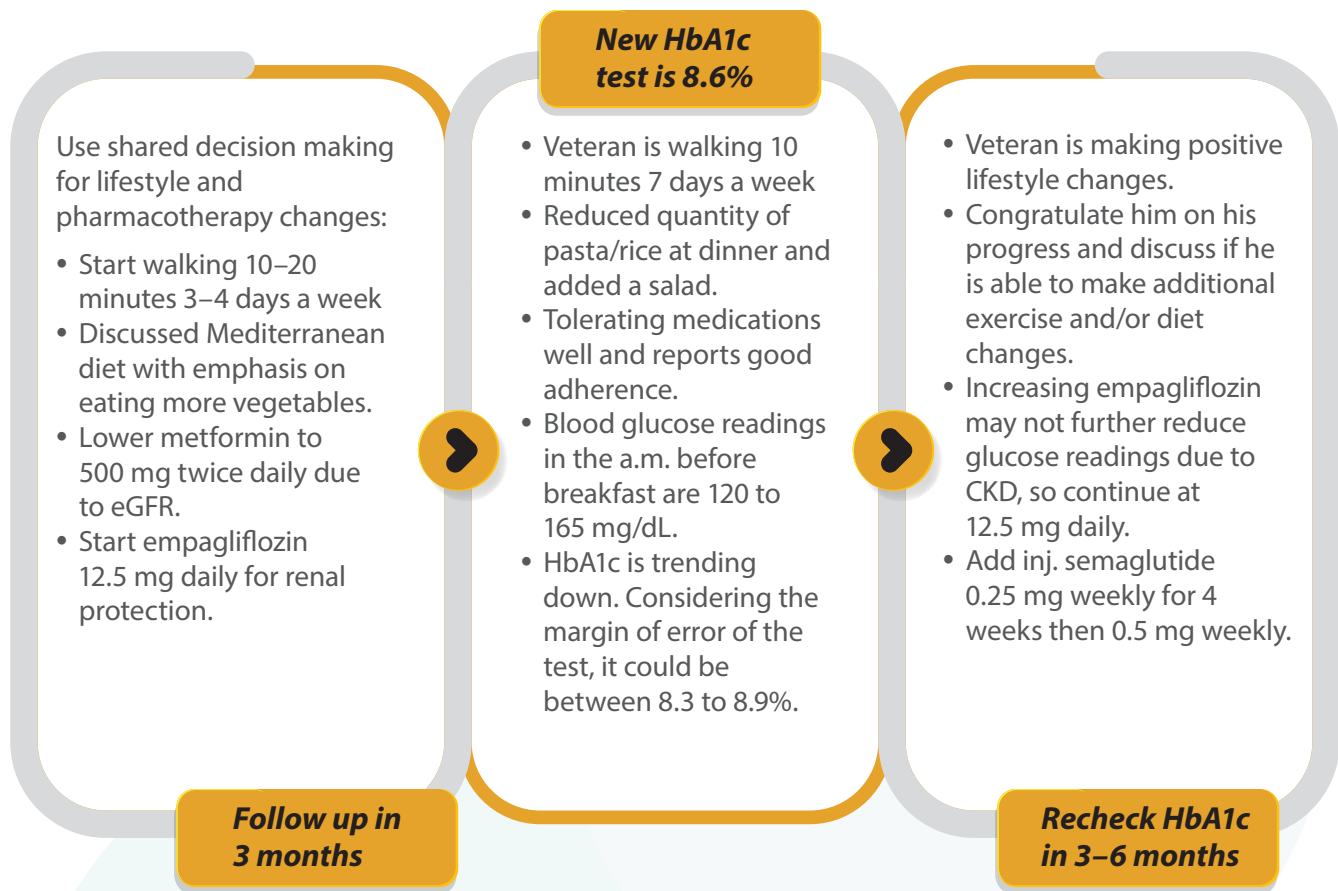 Use shared decision making
for lifestyle and
pharmacotherapy changes:
• Start walking 10–20
minutes 3–4 days a week
• Discussed Mediterranean
diet with emphasis on
eating more vegetables.
• Lower metformin to
500 mg twice daily due
to eGFR.
• Start empagliflozin
12.5 mg daily for renal
protection.
Follow up in
3 months
New HbA1c
test is 8.6%
• Veteran is walking 10
minutes 7 days a week
• Reduced quantity of
pasta/rice at dinner and
added a salad.
• Tolerating medications
well and reports good
adherence.
• Blood glucose readings
in the a.m. before
breakfast are 120 to
165 mg/dL.
• HbA1c is trending
down. Considering the
margin of error of the
test, it could be
between 8.3 to 8.9%.
• Veteran is making positive
lifestyle changes.
• Congratulate him on his
progress and discuss if he
is able to make additional
exercise and/or diet
changes.
• Increasing empagliflozin
may not further reduce
glucose readings due to
CKD, so continue at
12.5 mg daily.
• Add inj. semaglutide
0.25 mg weekly for 4
weeks then 0.5 mg weekly.
Recheck HbA1c
in 3–6 months